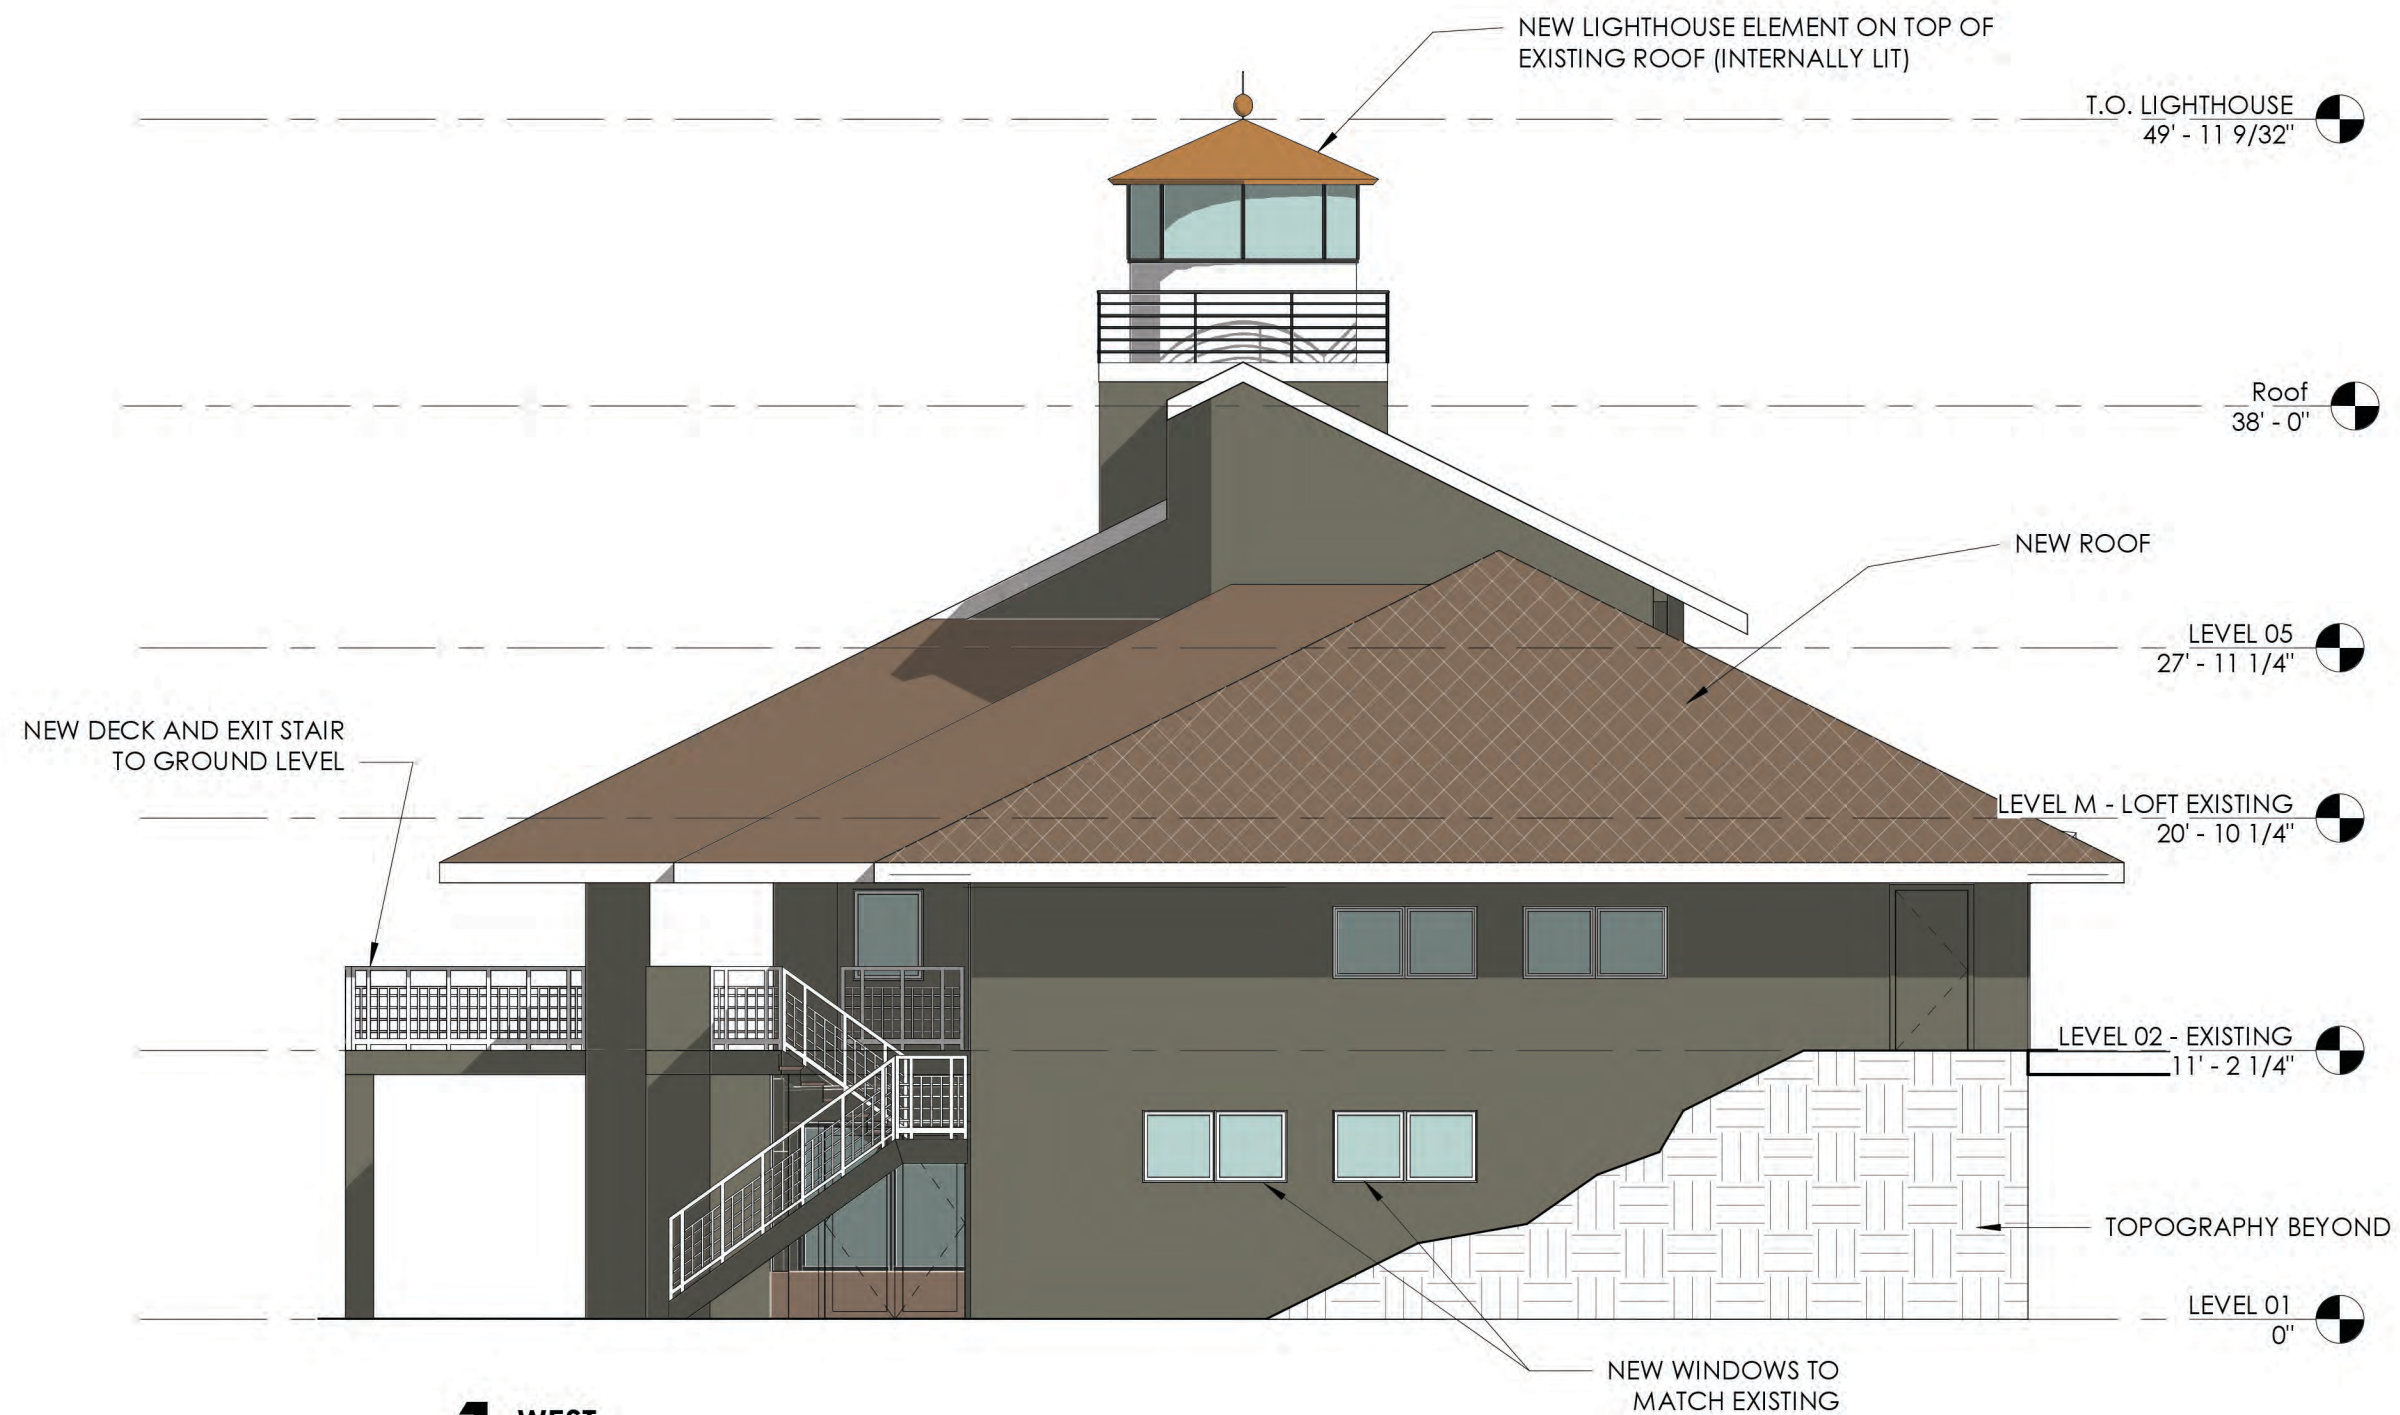 NEW LIGHTHOUSE ELEMENT ON TOP OF
EXISTING ROOF (INTERNALLY LIT)
T.O. LIGHTHOUSE
49' - 11 9/32"
Roof
38' - 0"
NEW ROOF
LEVEL 05
27' - 11 1/4"
NEW DECK AND EXIT STAIR
TO GROUND LEVEL
LEVEL M - LOFT EXISTING
20' - 10 1/4"
LEVEL 02 - EXISTING
11' - 2 1/4"
TOPOGRAPHY BEYOND
LEVEL 01
0"
NEW WINDOWS TO
MATCH EXISTING
WEST